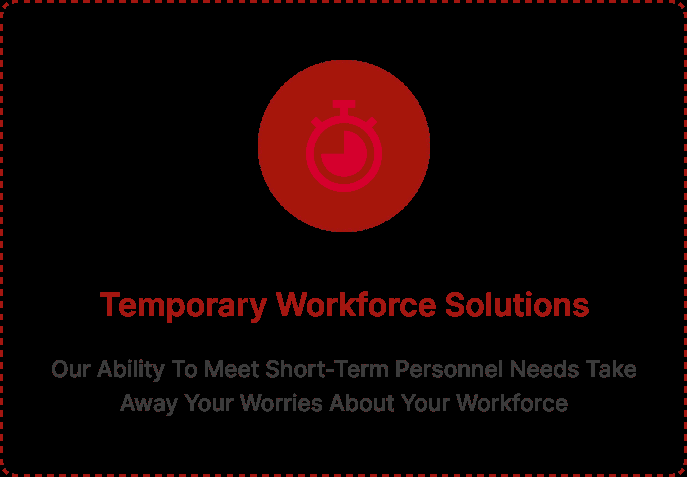 Temporary Workforce Solutions
Our Ability To Meet Short-Term Personnel Needs Take
Away Your Worries About Your Workforce